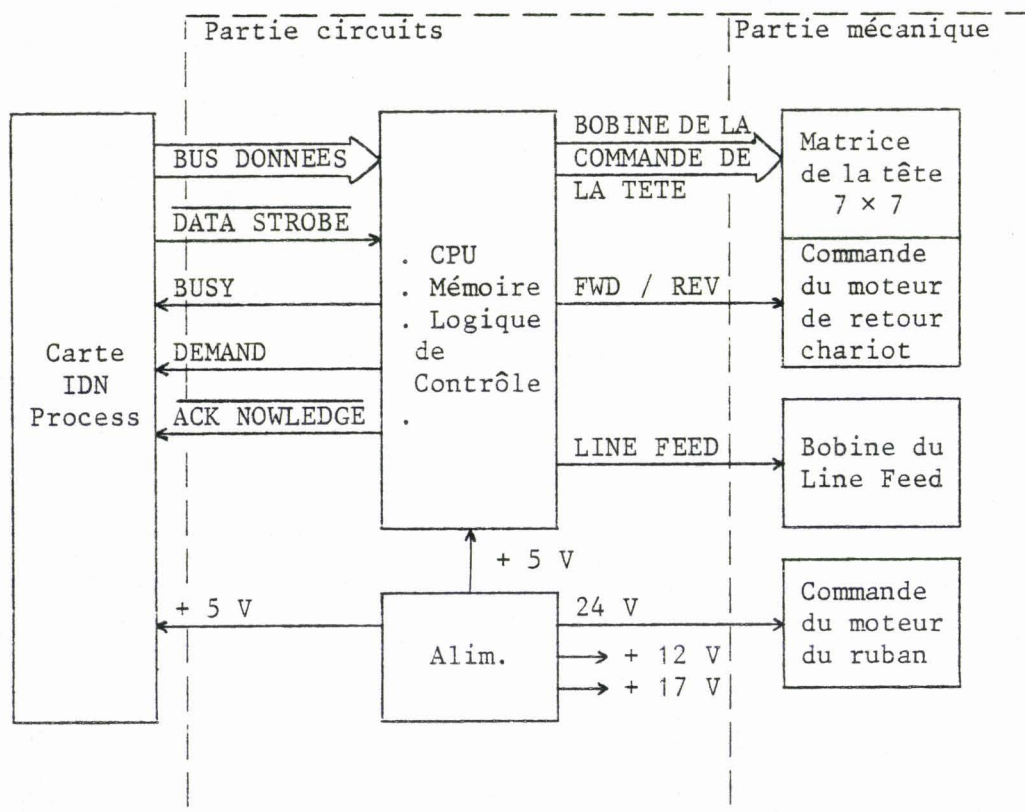 Partie circuits
Partie mécanique
Carte
IDN
Process
BUS DONNEES
DATA STROBE
BUSY
DEMAND
ACK NOWLEDGE
+ 5 V
. CPU
. Mémoire
. Logique
de
Contrôle
.
+ 5 V
Alim.
BOBINE DE LA
COMMANDE DE
LA TETE
FWD / REV
LINE FEED
24 V
+ 12 V
+ 17 V
Matrice
de la tête
7 × 7
Commande
du moteur
de retour
chariot
Bobine du
Line Feed
Commande
du moteur
du ruban